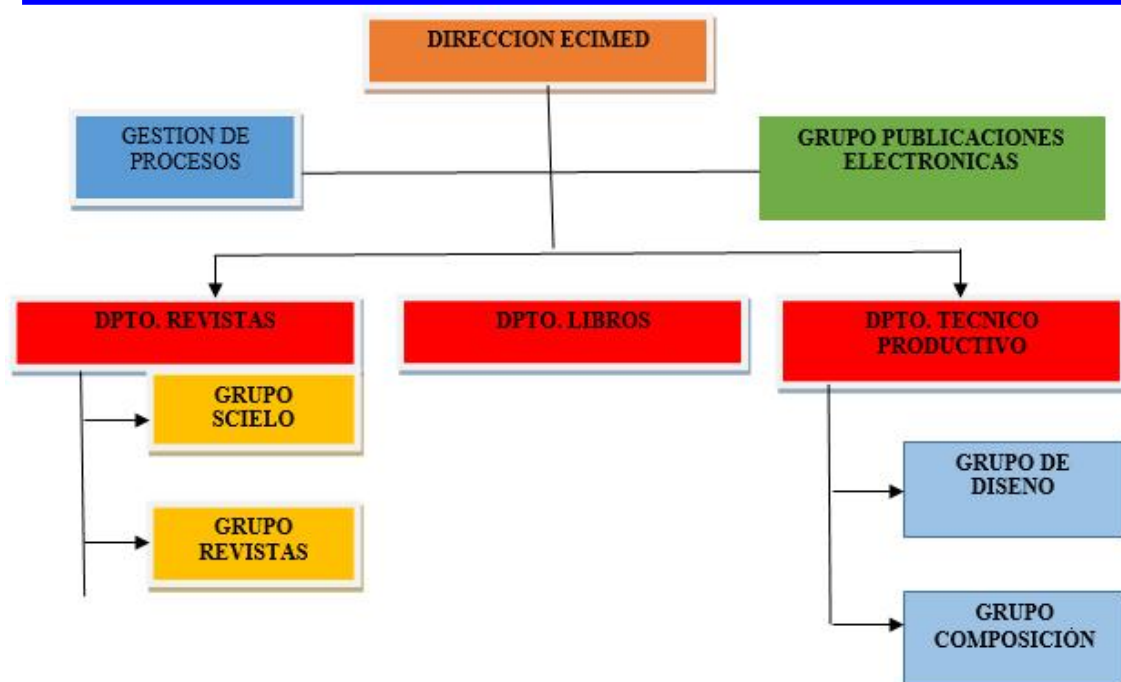 DIRECCION ECIMED
GESTION DE
PROCESOS
GRUPO PUBLICACIONES
ELECTRONICAS
DPTO. REVISTAS
DPTO. LIBROS
DPTO. TECNICO
PRODUCTIVO
GRUPO
SCIELO
GRUPO
REVISTAS
GRUPO DE
DISENO
GRUPO
COMPOSICIÓN